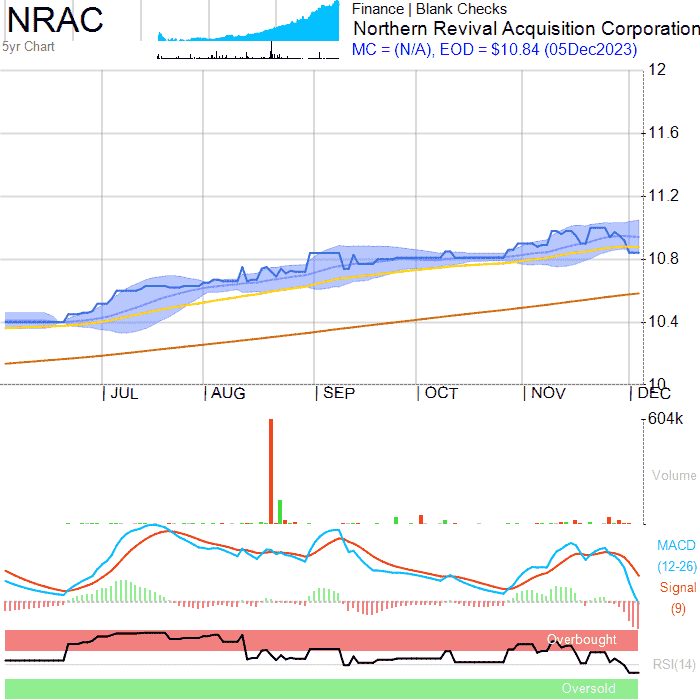 NRAC
5yr Chart
Finance | Blank Checks
Northern Revival Acquisition Corporation
MC = (N/A), EOD = $10.84 (05Dec2023)
12
11.6
11.2
10.8
10.4
10
JUL AUG SEP OCT NOV DEC
604k
Volume
MACD
(12-26)
Signal
(9)
Overbought
RSI(14)
Oversold